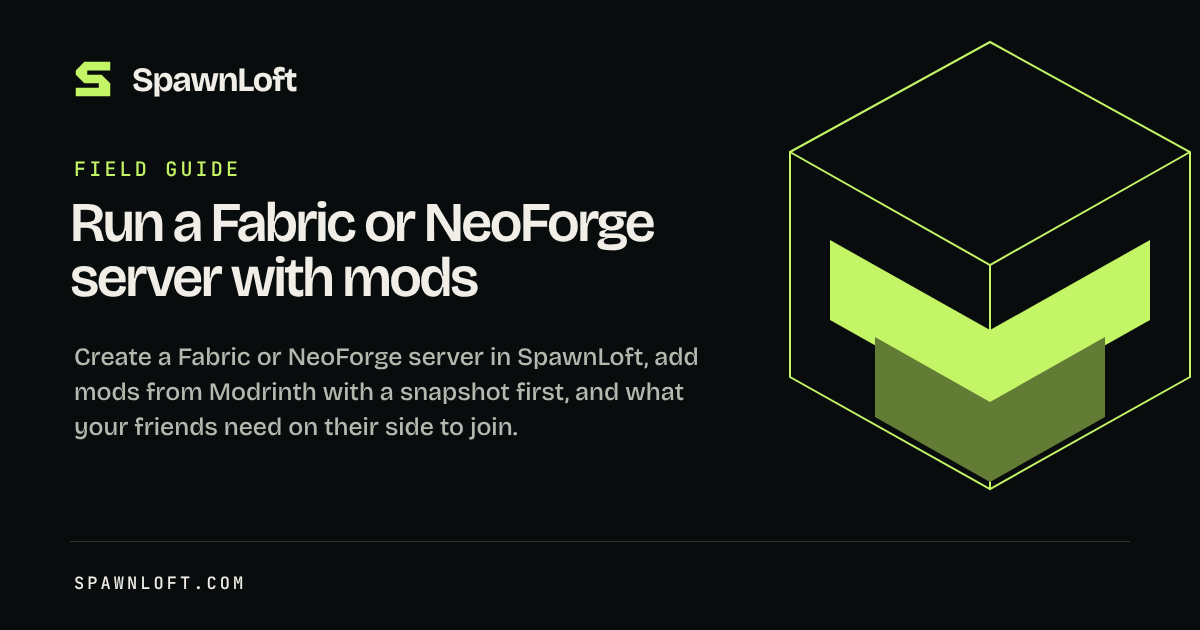 SpawnLoft
FIELD GUIDE
Run a Fabric or NeoForge
server with mods
Create a Fabric or NeoForge server in SpawnLoft, add
mods from Modrinth with a snapshot first, and what
your friends need on their side to join.
SPAWNLOFT.COM